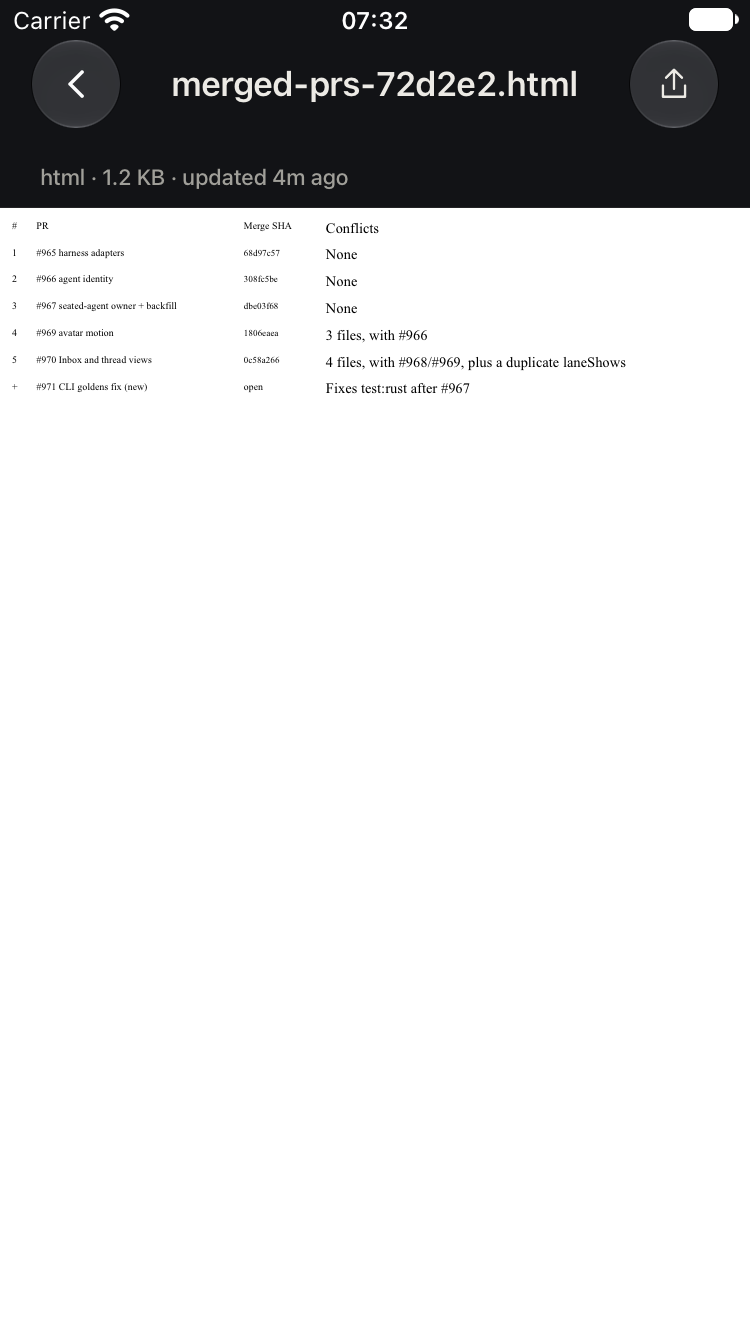 Carrier 07:32
merged-prs-72d2e2.html
html · 1.2 KB · updated 4m ago
# PR Merge SHA Conflicts
1 #965 harness adapters 68d97c57 None
2 #966 agent identity 308fc5be None
3 #967 seated-agent owner + backfill dbe03f68 None
4 #969 avatar motion 1806eaea 3 files, with #966
5 #970 Inbox and thread views 0c58a266 4 files, with #968/#969, plus a duplicate laneShows
+ #971 CLI goldens fix (new) open Fixes test:rust after #967